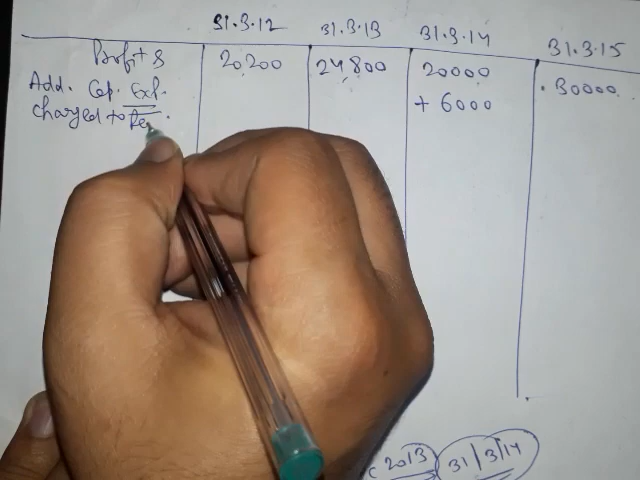 31.3.12 31.3.13 31.3.14 31.3.15
Profits 20,200 24,800 20000 30000
Add. Cap. Exp. + 6000
charged to Re
( 2013 31/3/14